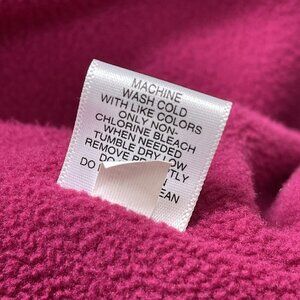 MACHINE
WASH COLD
WITH LIKE COLORS
ONLY NON-
CHLORINE BLEACH
WHEN NEEDED
TUMBLE DRY LOW
REMOVE
DO